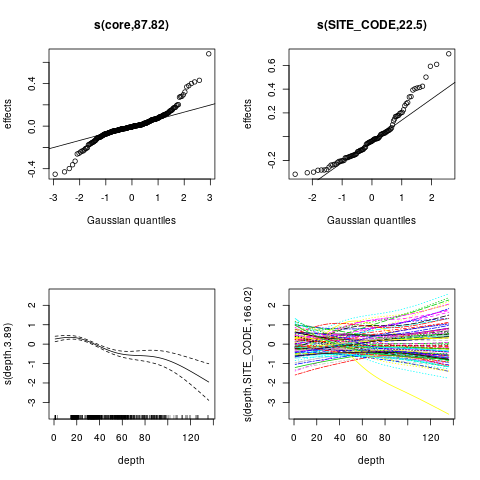 s(core,87.82)
effects
-0.4 0.0 0.4
-3 -2 -1 0 1 2 3
Gaussian quantiles
s(SITE_CODE,22.5)
effects
-0.2 0.2 0.4 0.6
-2 -1 0 1 2
Gaussian quantiles
s(depth,3.89)
-3 -2 -1 0 1 2
0 20 40 60 80 100 120
depth
s(depth,SITE_CODE,166.02)
-3 -2 -1 0 1 2
0 20 40 60 80 100 120
depth